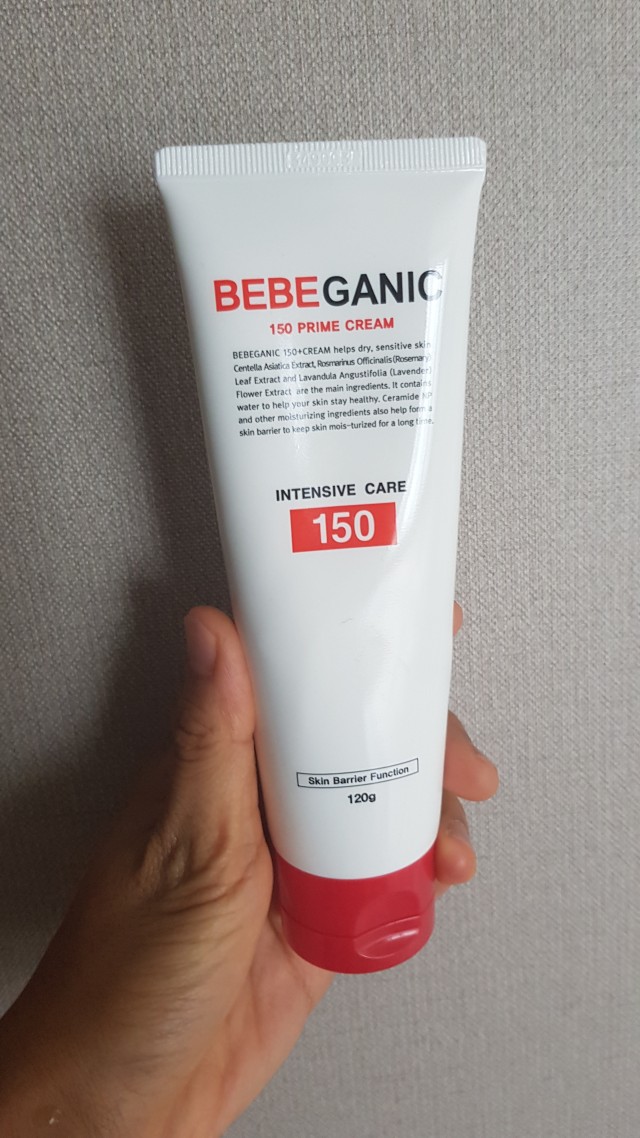 BEBEGANIC
150 PRIME CREAM
BEBEGANIC 150+CREAM helps dry, sensitive skin
Centella Asiatica Extract, Rosmarinus Officinalis (Rosemary)
Leaf Extract and Lavandula Angustifolia (Lavender)
Flower Extract are the main ingredients. It contains
water to help your skin stay healthy. Ceramide NP
and other moisturizing ingredients also help form a
skin barrier to keep skin mois-turized for a long time.
INTENSIVE CARE
150
Skin Barrier Function
120g